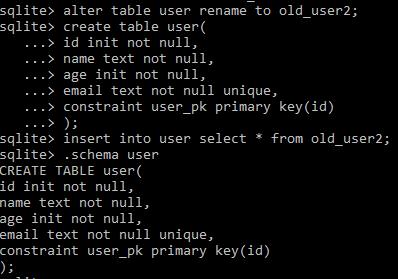 sqlite> alter table user rename to old_user2;
sqlite> create table user(
   ...> id init not null,
   ...> name text not null,
   ...> age init not null,
   ...> email text not null unique,
   ...> constraint user_pk primary key(id)
   ...> );
sqlite> insert into user select * from old_user2;
sqlite> .schema user
CREATE TABLE user(
id init not null,
name text not null,
age init not null,
email text not null unique,
constraint user_pk primary key(id)
);